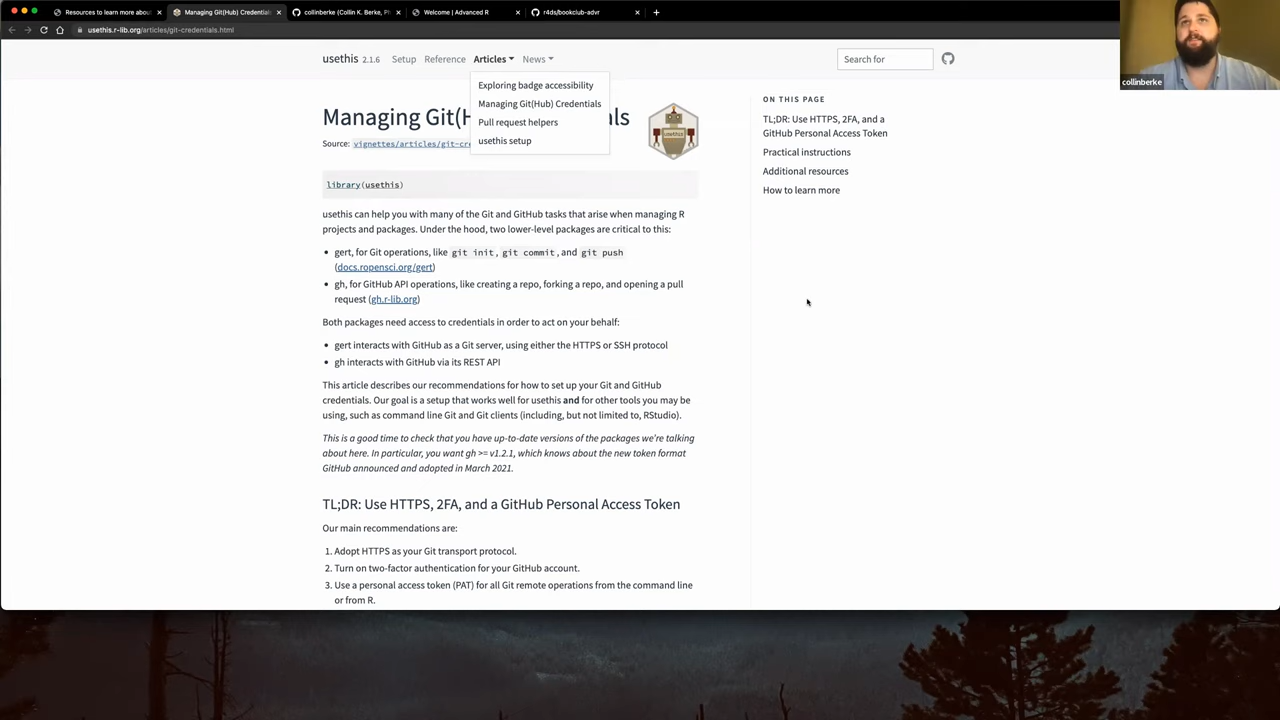 Resources to learn more abou
Managing Git(Hub) Credential
collinberke (Collin K. Berke, Ph
Welcome | Advanced R
r4ds/bookclub-advr
usethis.r-lib.org/articles/git-credentials.html
collinberke
usethis 2.1.6 Setup Reference Articles News
Search for
Exploring badge accessibility
Managing Git(Hub) Credentials
Pull request helpers
usethis setup
Managing Git(H
als
usethis
Source: vignettes/articles/git-cre
library(usethis)
usethis can help you with many of the Git and GitHub tasks that arise when managing R
projects and packages. Under the hood, two lower-level packages are critical to this:
• gert, for Git operations, like git init, git commit, and git push
(docs.ropensci.org/gert)
• gh, for GitHub API operations, like creating a repo, forking a repo, and opening a pull
request (gh.r-lib.org)
Both packages need access to credentials in order to act on your behalf:
• gert interacts with GitHub as a Git server, using either the HTTPS or SSH protocol
• gh interacts with GitHub via its REST API
This article describes our recommendations for how to set up your Git and GitHub
credentials. Our goal is a setup that works well for usethis and for other tools you may be
using, such as command line Git and Git clients (including, but not limited to, RStudio).
This is a good time to check that you have up-to-date versions of the packages we're talking
about here. In particular, you want gh >= v1.2.1, which knows about the new token format
GitHub announced and adopted in March 2021.
TL;DR: Use HTTPS, 2FA, and a GitHub Personal Access Token
Our main recommendations are:
1. Adopt HTTPS as your Git transport protocol.
2. Turn on two-factor authentication for your GitHub account.
3. Use a personal access token (PAT) for all Git remote operations from the command line
or from R.
ON THIS PAGE
TL;DR: Use HTTPS, 2FA, and a
GitHub Personal Access Token
Practical instructions
Additional resources
How to learn more